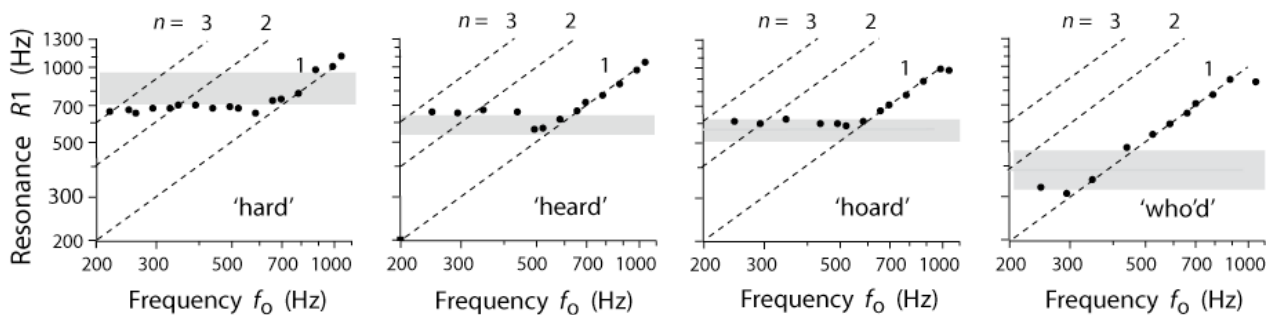 n = 3 2
n = 3 2
n = 3 2
n = 3 2
Resonance R1 (Hz)
1300
1000
700
500
300
200
1
1
1
1
'hard'
'heard'
'hoard'
'who'd'
200 300 500 700 1000
200 300 500 700 1000
200 300 500 700 1000
200 300 500 700 1000
Frequency fo (Hz)
Frequency fo (Hz)
Frequency fo (Hz)
Frequency fo (Hz)